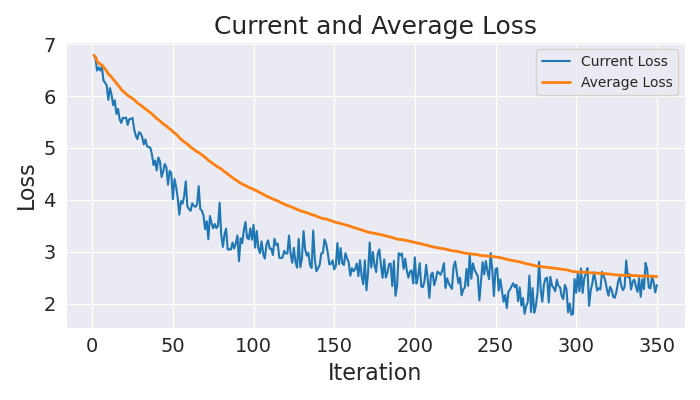 Current and Average Loss
Current Loss
Average Loss
Loss
7
6
5
4
3
2
0 50 100 150 200 250 300 350
Iteration